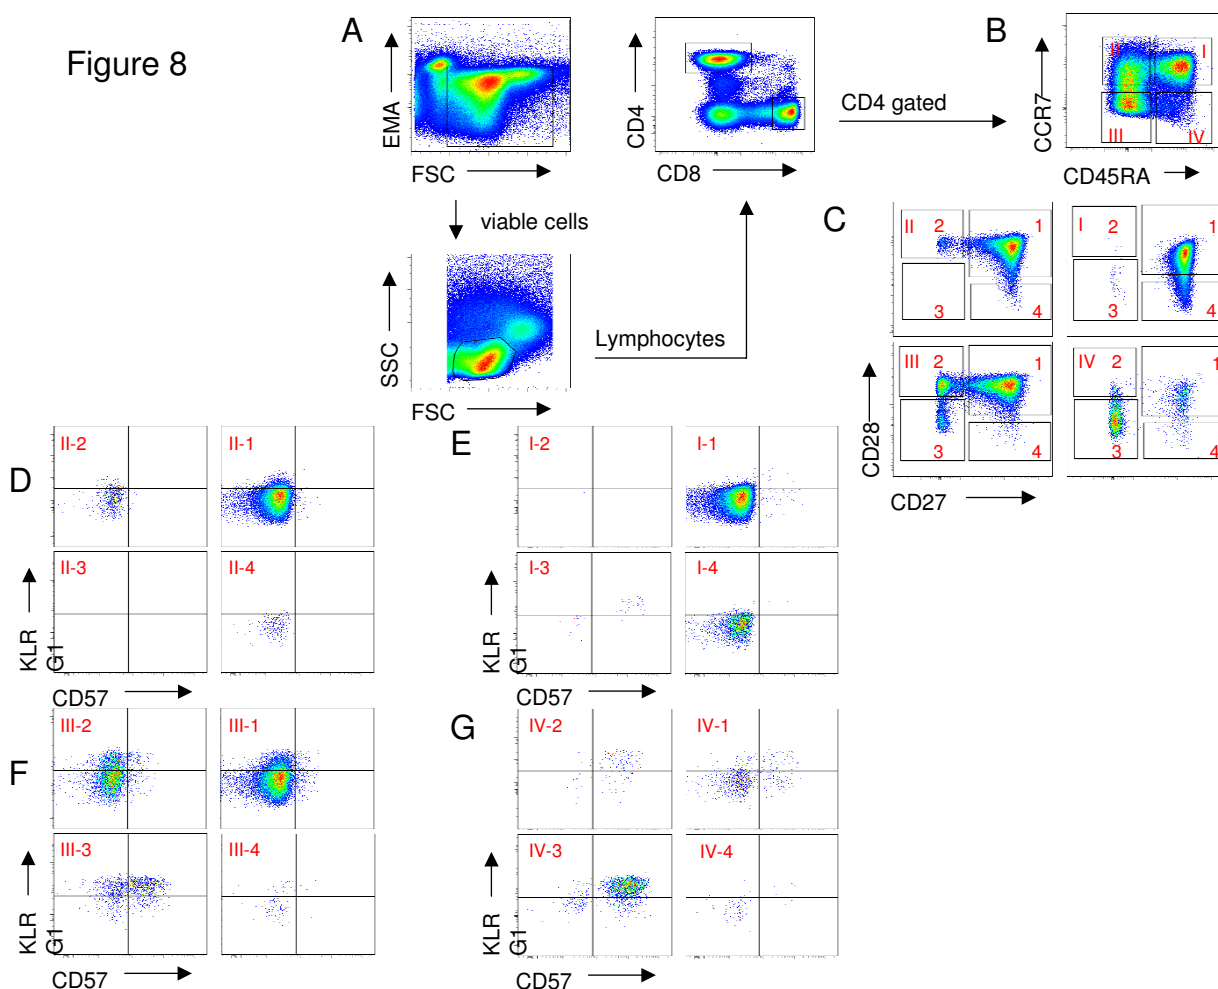 Figure 8
A
EMA
FSC
CD4
CD8
CD4 gated
B
CCR7
II
I
III
IV
CD45RA
viable cells
SSC
FSC
Lymphocytes
C
II 2 1
3 4
I 2 1
3 4
III 2 1
3 4
IV 2 1
3 4
CD28
CD27
D
II-2
II-1
II-3
II-4
KLR
G1
CD57
E
I-2
I-1
I-3
I-4
KLR
G1
CD57
F
III-2
III-1
III-3
III-4
KLR
G1
CD57
G
IV-2
IV-1
IV-3
IV-4
KLR
G1
CD57